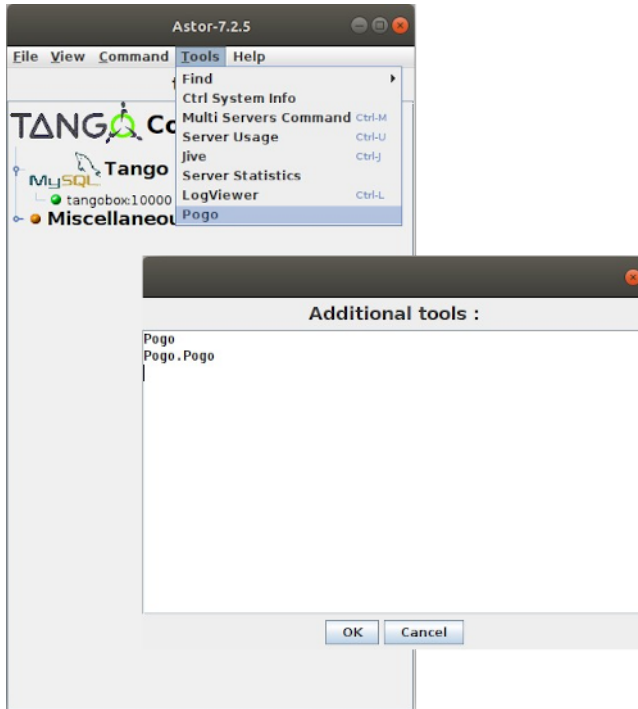 Astor-7.2.5
File View Command Tools Help
Find
Ctrl System Info
Multi Servers Command Ctrl-M
Server Usage Ctrl-U
Jive Ctrl-J
Server Statistics
LogViewer Ctrl-L
Pogo
TANGO
MySQL Tango
tangobox:10000
Additional tools :
Pogo
Pogo.Pogo
OK Cancel